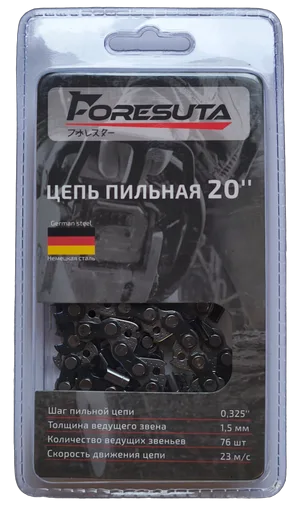 FORESUTA
フォレスター
ЦЕПЬ ПИЛЬНАЯ 20''
German steel
Немецкая сталь
Шаг пильной цепи 0,325''
Толщина ведущего звена 1,5 мм
Количество ведущих звеньев 76 шт
Скорость движения цепи 23 м/с